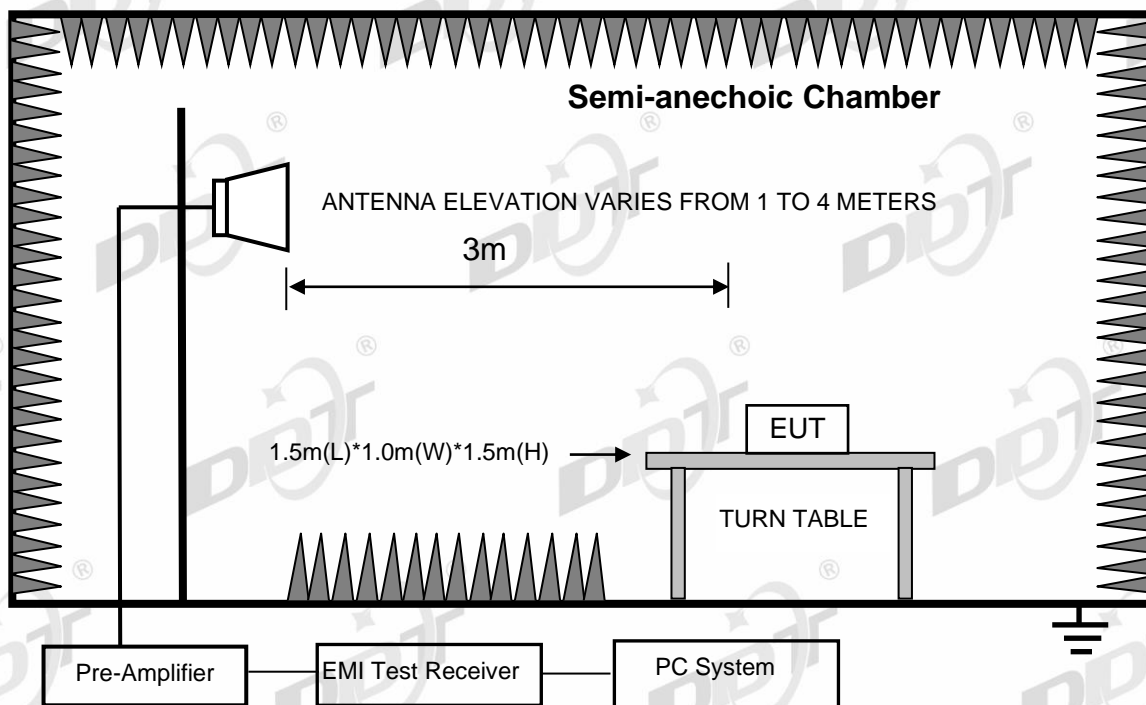 Semi-anechoic Chamber
ANTENNA ELEVATION VARIES FROM 1 TO 4 METERS
3m
1.5m(L)*1.0m(W)*1.5m(H)
EUT
TURN TABLE
Pre-Amplifier
EMI Test Receiver
PC System
DDT®